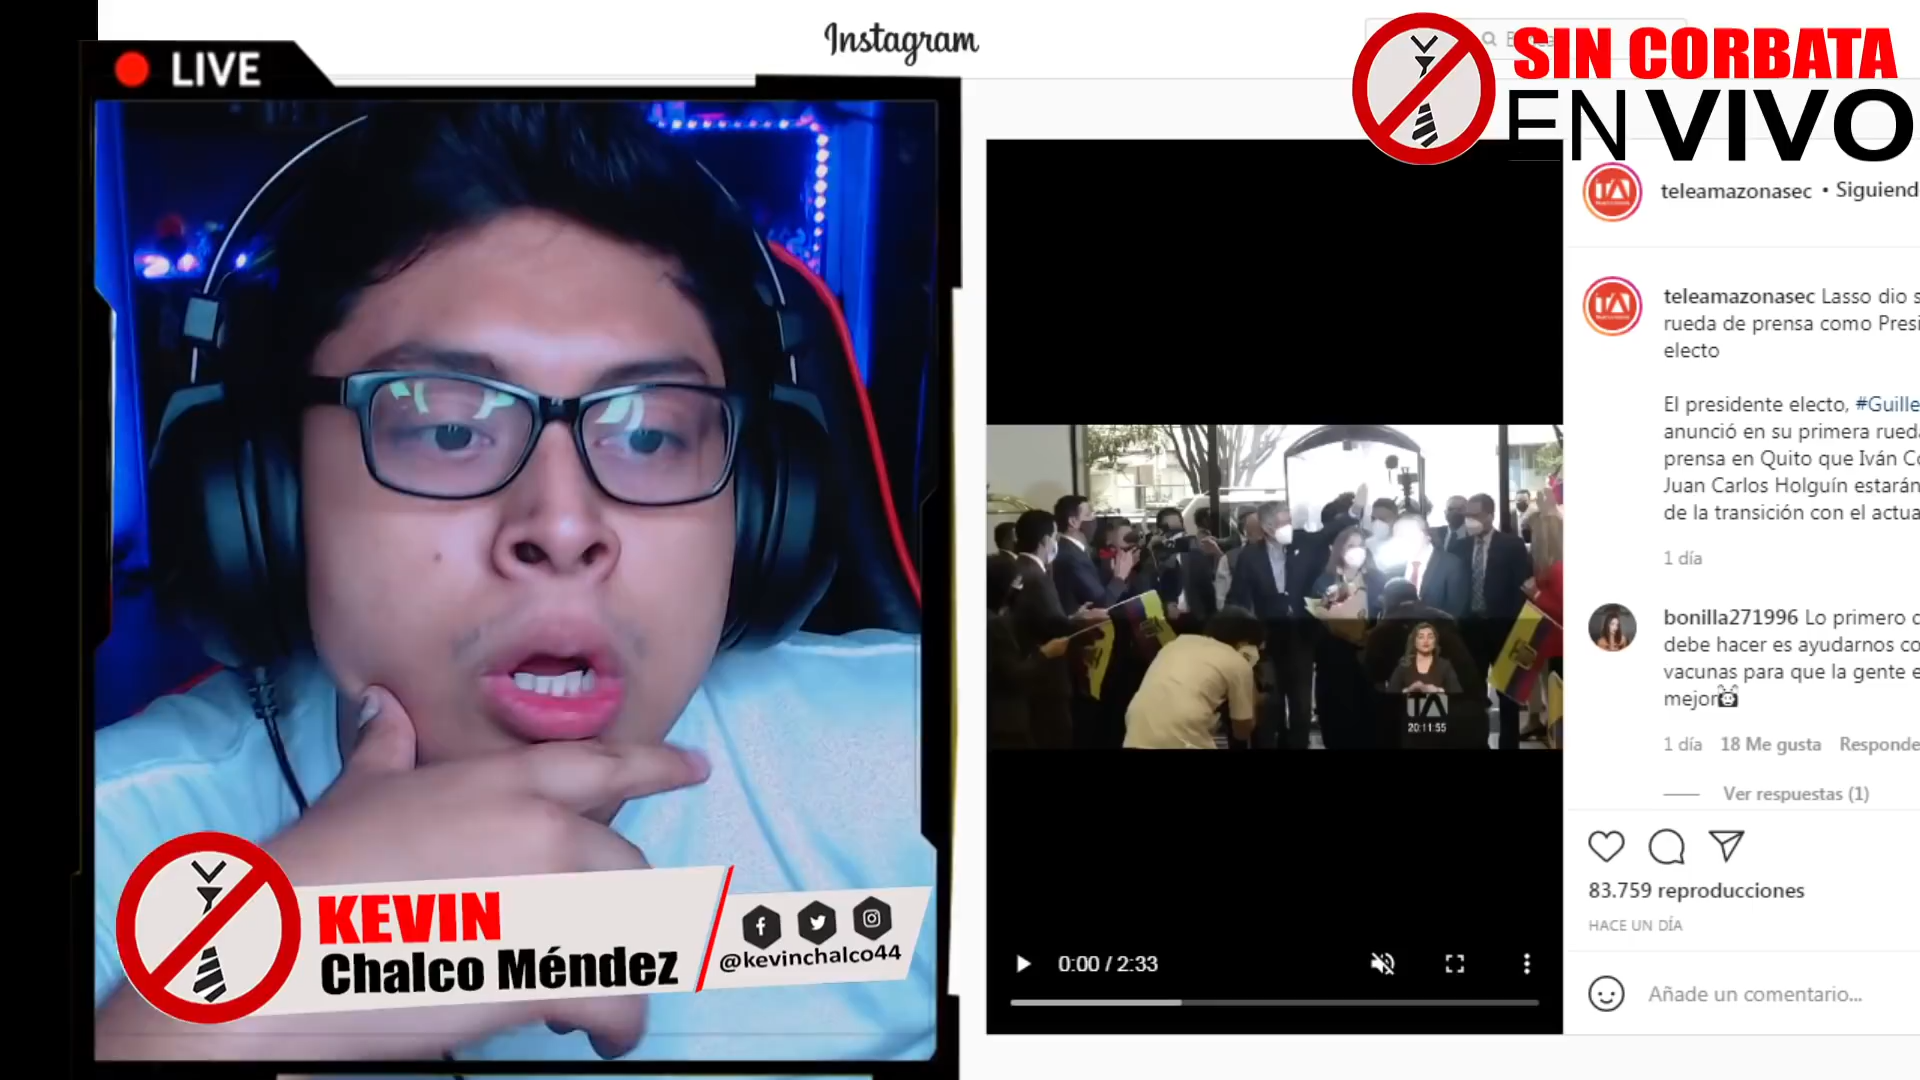 Instagram
LIVE
SIN CORBATA
EN VIVO
teleamazonasec • Siguiend
teleamazonasec Lasso dio s
rueda de prensa como Presi
electo
El presidente electo, #Guille
anunció en su primera rueda
prensa en Quito que Iván Co
Juan Carlos Holguín estarán
de la transición con el actua
1 día
bonilla271996 Lo primero q
debe hacer es ayudarnos co
vacunas para que la gente e
mejor
1 día 18 Me gusta Responde
Ver respuestas (1)
TA
20:11:55
KEVIN
Chalco Méndez
@kevinchalco44
0:00 / 2:33
83.759 reproducciones
HACE UN DÍA
Añade un comentario...